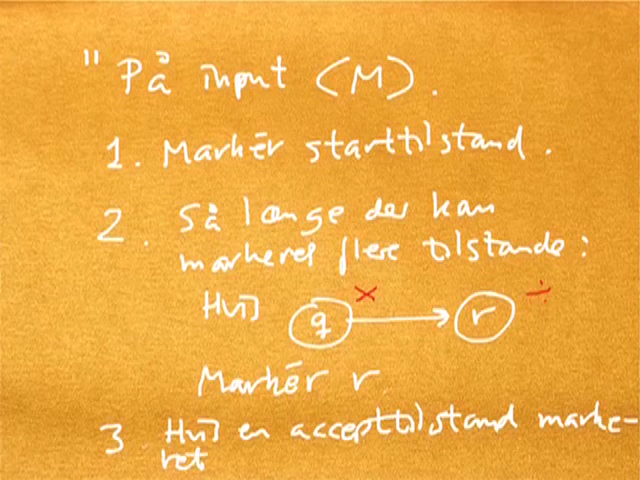 "På input ⟨M⟩.
1. Markér starttilstand.
2. Så længe der kan
markeres flere tilstande:
Hvis q × → r ÷
Markér r
3 Hvis en accepttilstand marke-
ret